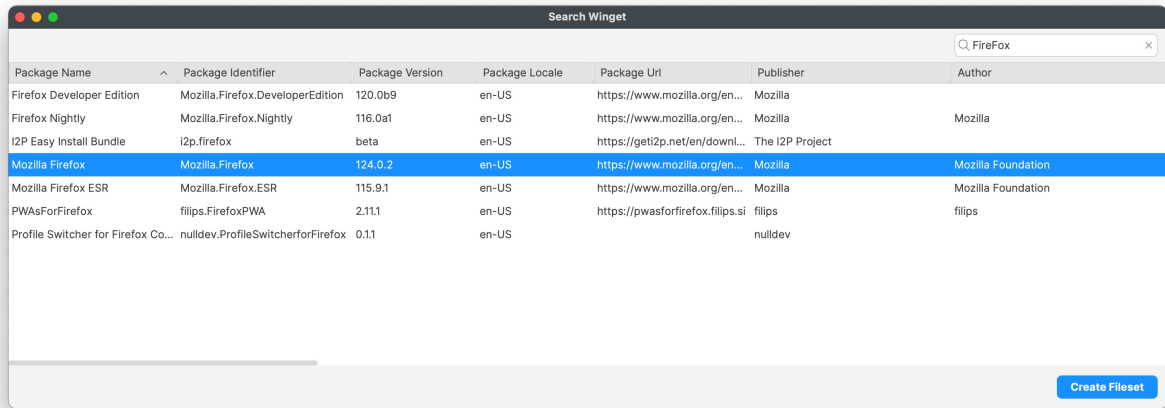 Search Winget
FireFox
Package Name Package Identifier Package Version Package Locale Package Url Publisher Author
Firefox Developer Edition Mozilla.Firefox.DeveloperEdition 120.0b9 en-US https://www.mozilla.org/en... Mozilla
Firefox Nightly Mozilla.Firefox.Nightly 116.0a1 en-US https://www.mozilla.org/en... Mozilla Mozilla
I2P Easy Install Bundle i2p.firefox beta en-US https://geti2p.net/en/downl... The I2P Project
Mozilla Firefox Mozilla.Firefox 124.0.2 en-US https://www.mozilla.org/en... Mozilla Mozilla Foundation
Mozilla Firefox ESR Mozilla.Firefox.ESR 115.9.1 en-US https://www.mozilla.org/en... Mozilla Mozilla Foundation
PWAsForFirefox filips.FirefoxPWA 2.11.1 en-US https://pwasforfirefox.filips.si filips filips
Profile Switcher for Firefox Co... nulldev.ProfileSwitcherforFirefox 0.1.1 en-US nulldev
Create Fileset